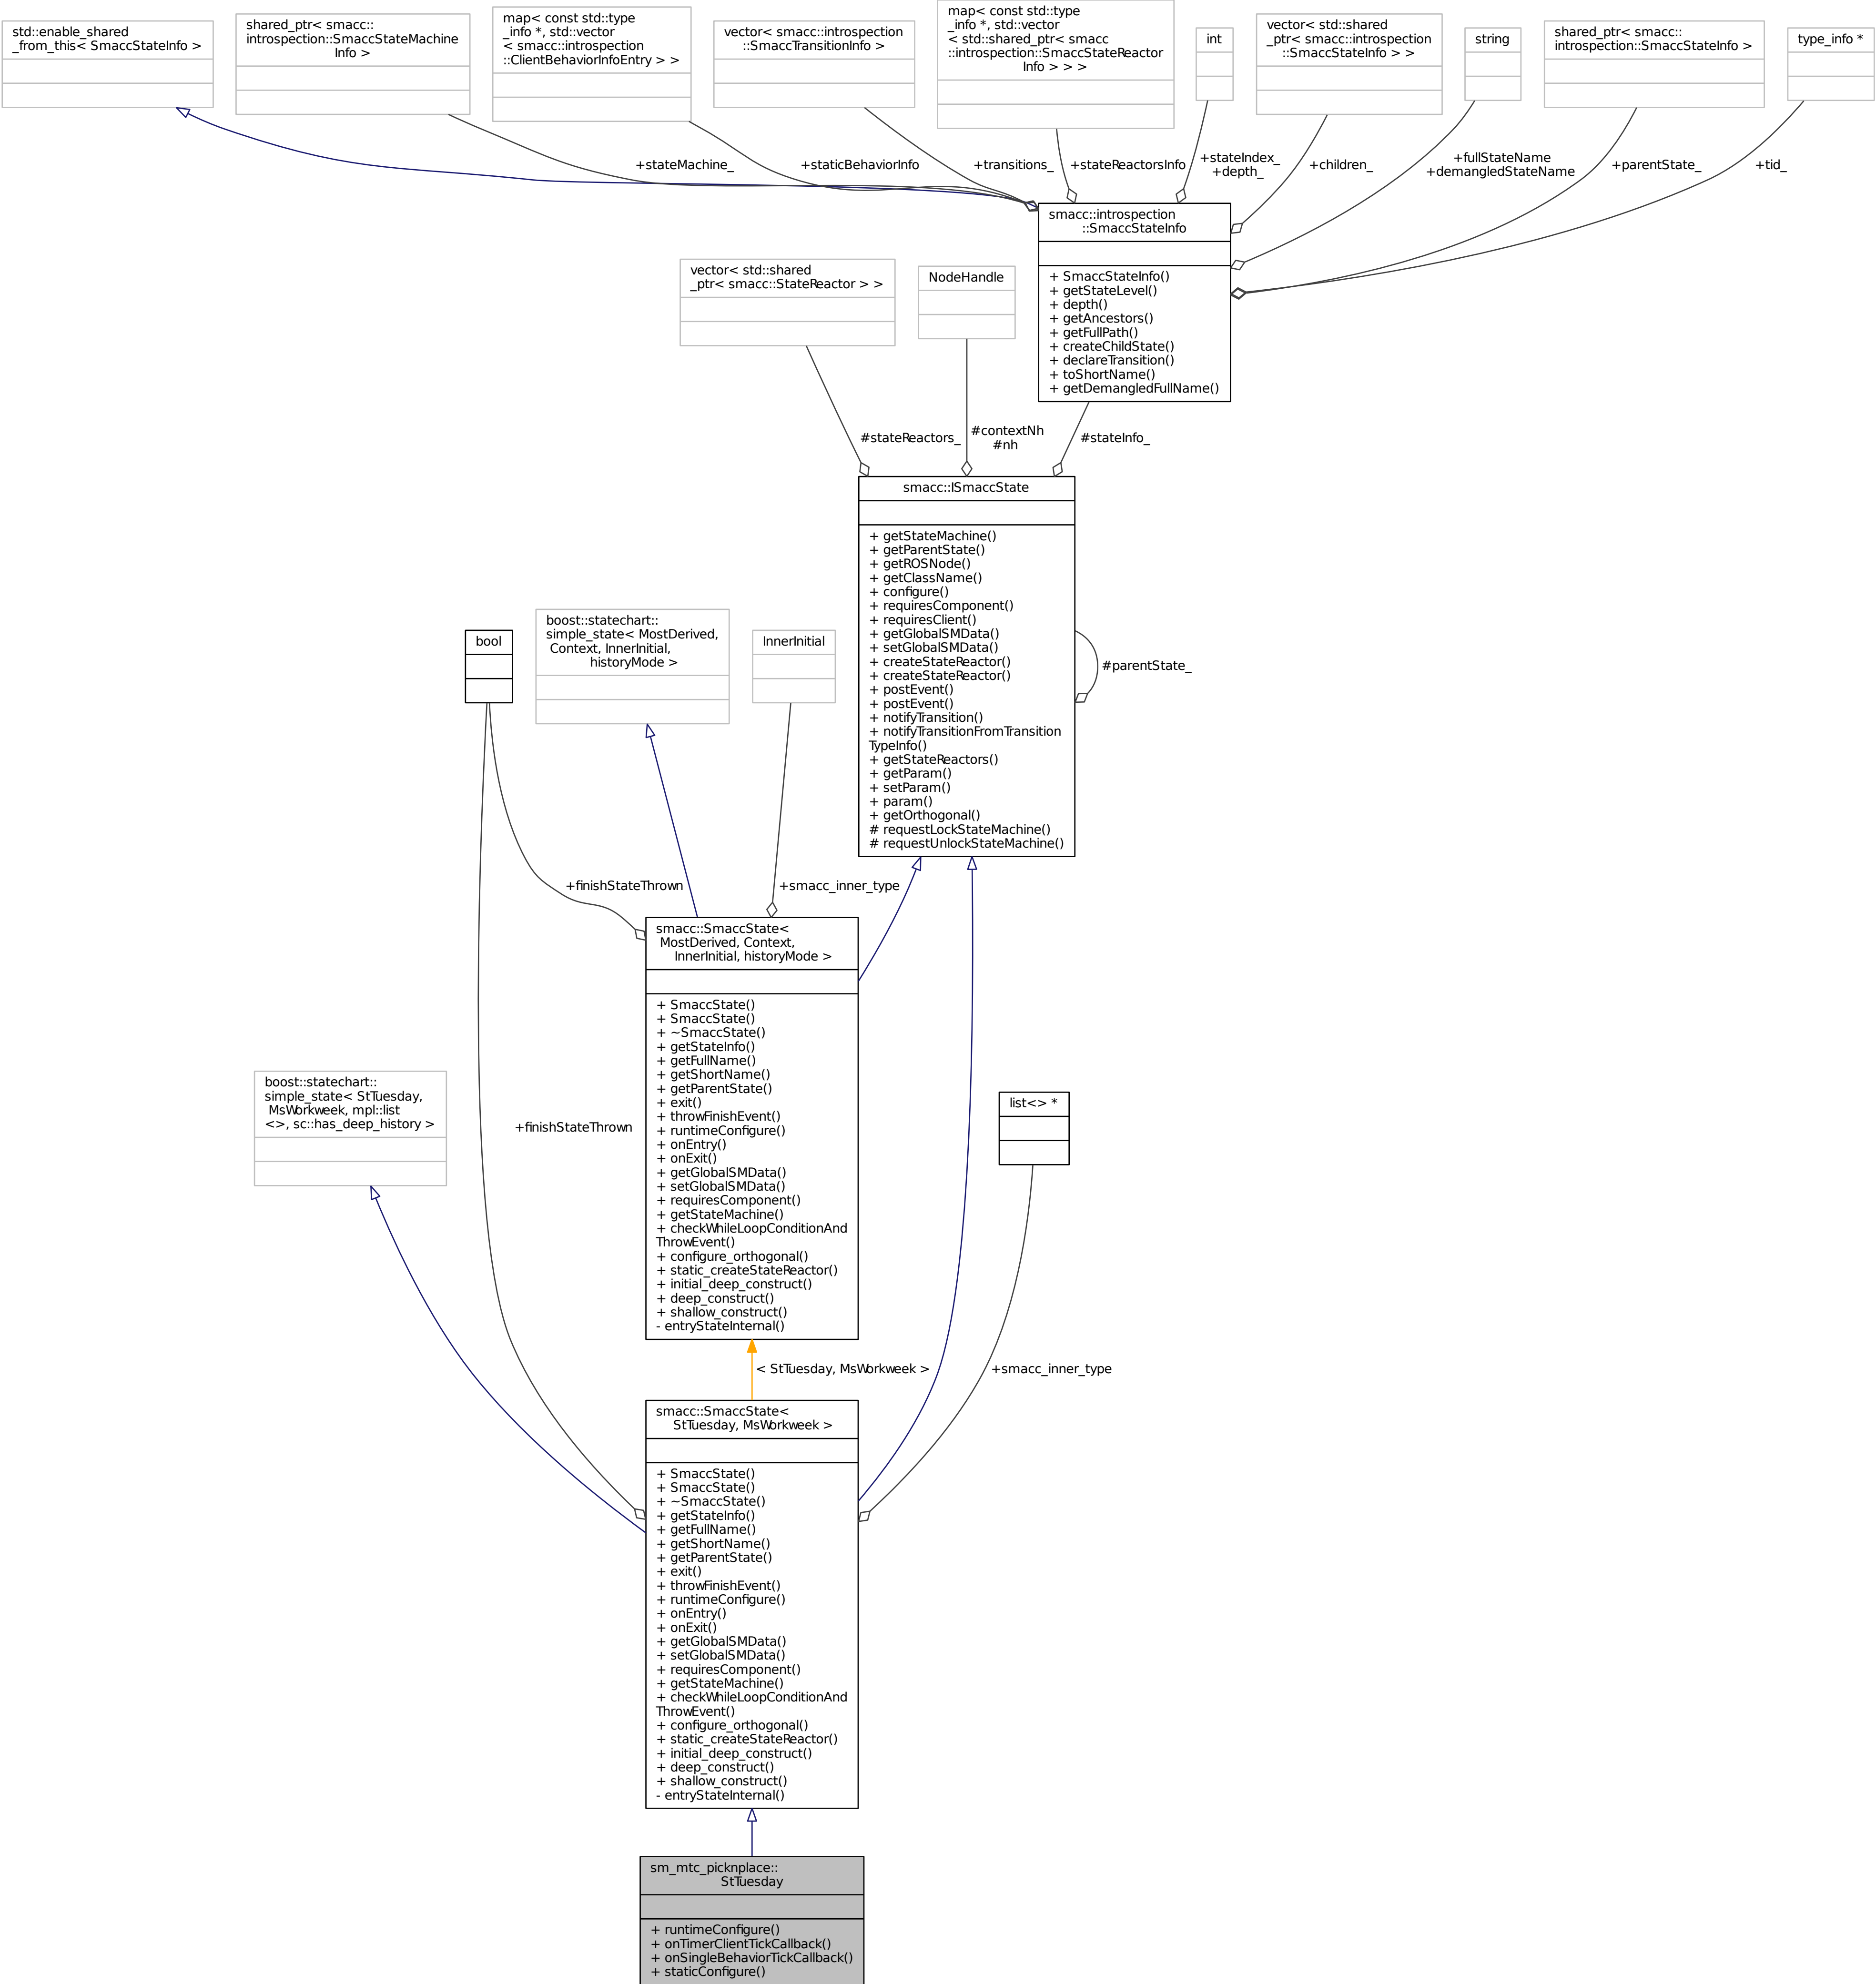 std::enable_shared
_from_this< SmaccStateInfo >
shared_ptr< smacc::
introspection::SmaccStateMachine
Info >
map< const std::type
_info *, std::vector
< smacc::introspection
::ClientBehaviorInfoEntry > >
vector< smacc::introspection
::SmaccTransitionInfo >
map< const std::type
_info *, std::vector
< std::shared_ptr< smacc
::introspection::SmaccStateReactor
Info > > >
int
vector< std::shared
_ptr< smacc::introspection
::SmaccStateInfo > >
string
shared_ptr< smacc::
introspection::SmaccStateInfo >
type_info *
+stateMachine_
+staticBehaviorInfo
+transitions_
+stateReactorsInfo
+stateIndex_
+depth_
+children_
+fullStateName
+demangledStateName
+parentState_
+tid_
smacc::introspection
::SmaccStateInfo
+ SmaccStateInfo()
+ getStateLevel()
+ depth()
+ getAncestors()
+ getFullPath()
+ createChildState()
+ declareTransition()
+ toShortName()
+ getDemangledFullName()
vector< std::shared
_ptr< smacc::StateReactor > >
NodeHandle
#stateReactors_
#contextNh
#nh
#stateInfo_
smacc::ISmaccState
+ getStateMachine()
+ getParentState()
+ getROSNode()
+ getClassName()
+ configure()
+ requiresComponent()
+ requiresClient()
+ getGlobalSMData()
+ setGlobalSMData()
+ createStateReactor()
+ createStateReactor()
+ postEvent()
+ postEvent()
+ notifyTransition()
+ notifyTransitionFromTransition
TypeInfo()
+ getStateReactors()
+ getParam()
+ setParam()
+ param()
+ getOrthogonal()
# requestLockStateMachine()
# requestUnlockStateMachine()
#parentState_
bool
boost::statechart::
simple_state< MostDerived,
Context, InnerInitial,
historyMode >
InnerInitial
+finishStateThrown
+smacc_inner_type
smacc::SmaccState<
MostDerived, Context,
InnerInitial, historyMode >
+ SmaccState()
+ SmaccState()
+ ~SmaccState()
+ getStateInfo()
+ getFullName()
+ getShortName()
+ getParentState()
+ exit()
+ throwFinishEvent()
+ runtimeConfigure()
+ onEntry()
+ onExit()
+ getGlobalSMData()
+ setGlobalSMData()
+ requiresComponent()
+ getStateMachine()
+ checkWhileLoopConditionAnd
ThrowEvent()
+ configure_orthogonal()
+ static_createStateReactor()
+ initial_deep_construct()
+ deep_construct()
+ shallow_construct()
- entryStateInternal()
boost::statechart::
simple_state< StTuesday,
MsWorkweek, mpl::list
<>, sc::has_deep_history >
+finishStateThrown
list<> *
< StTuesday, MsWorkweek >
+smacc_inner_type
smacc::SmaccState<
StTuesday, MsWorkweek >
+ SmaccState()
+ SmaccState()
+ ~SmaccState()
+ getStateInfo()
+ getFullName()
+ getShortName()
+ getParentState()
+ exit()
+ throwFinishEvent()
+ runtimeConfigure()
+ onEntry()
+ onExit()
+ getGlobalSMData()
+ setGlobalSMData()
+ requiresComponent()
+ getStateMachine()
+ checkWhileLoopConditionAnd
ThrowEvent()
+ configure_orthogonal()
+ static_createStateReactor()
+ initial_deep_construct()
+ deep_construct()
+ shallow_construct()
- entryStateInternal()
sm_mtc_picknplace::
StTuesday
+ runtimeConfigure()
+ onTimerClientTickCallback()
+ onSingleBehaviorTickCallback()
+ staticConfigure()